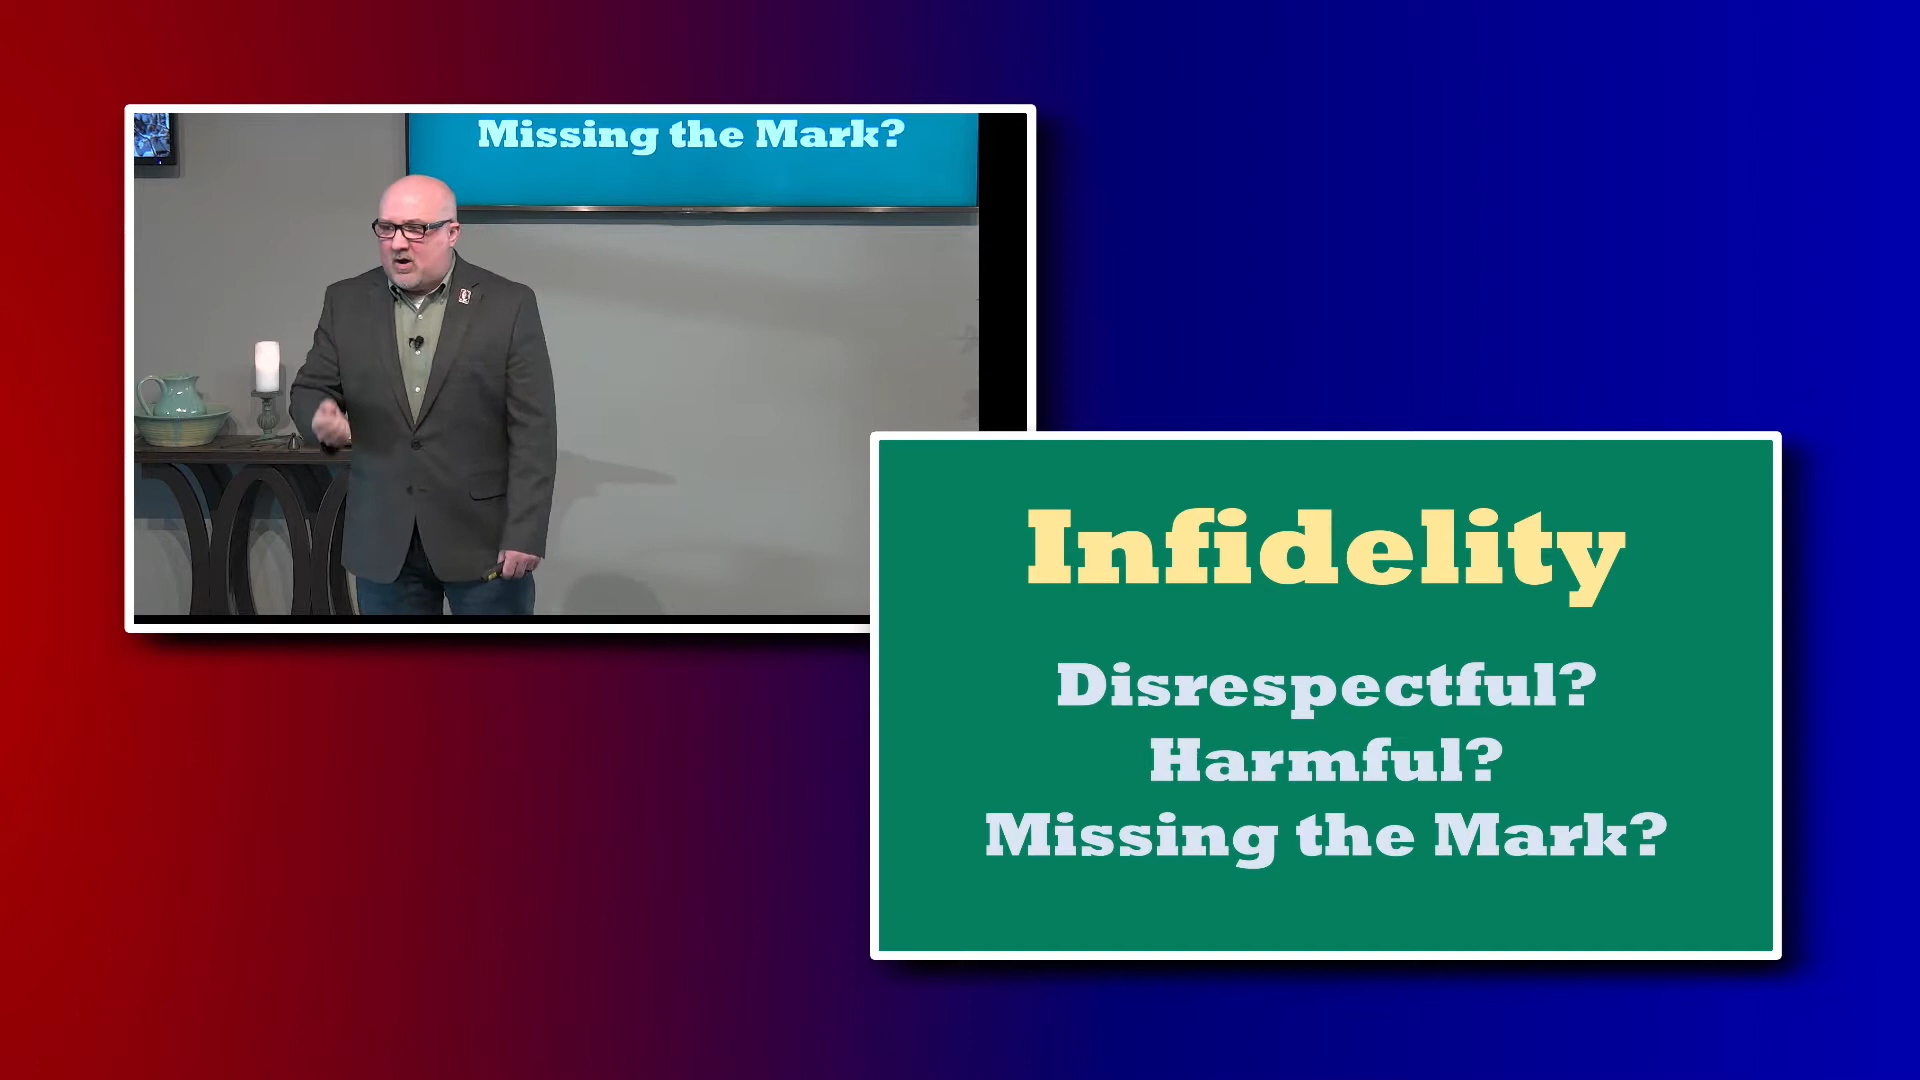 Missing the Mark?
Infidelity
Disrespectful?
Harmful?
Missing the Mark?